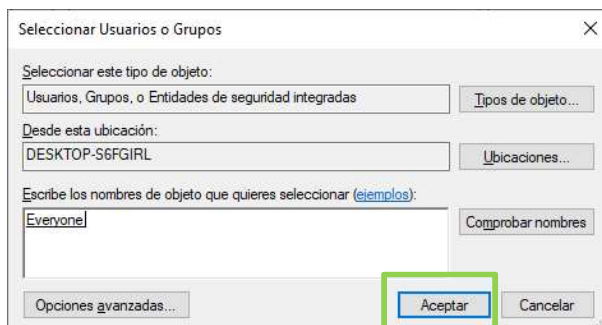 Seleccionar Usuarios o Grupos
Seleccionar este tipo de objeto:
Usuarios, Grupos, o Entidades de seguridad integradas
Tipos de objeto...
Desde esta ubicación:
DESKTOP-S6FGIRL
Ubicaciones...
Escribe los nombres de objeto que quieres seleccionar (ejemplos):
Everyone
Comprobar nombres
Opciones avanzadas...
Aceptar
Cancelar